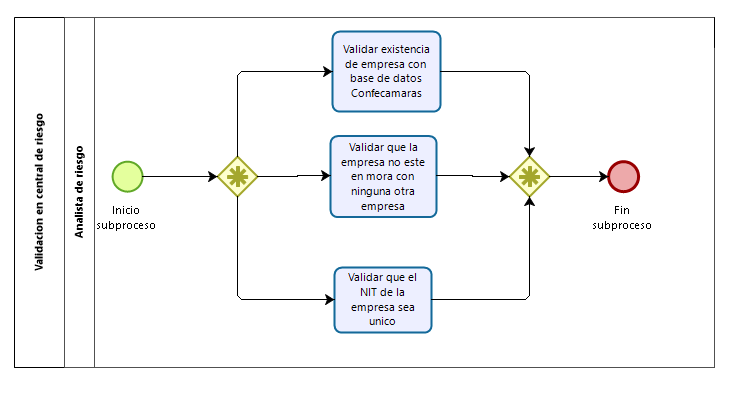 Validacion en central de riesgo
Analista de riesgo
Inicio
subproceso
Validar existencia
de empresa con
base de datos
Confecamaras
Validar que la
empresa no este
en mora con
ninguna otra
empresa
Validar que el
NIT de la
empresa sea
unico
Fin
subproceso